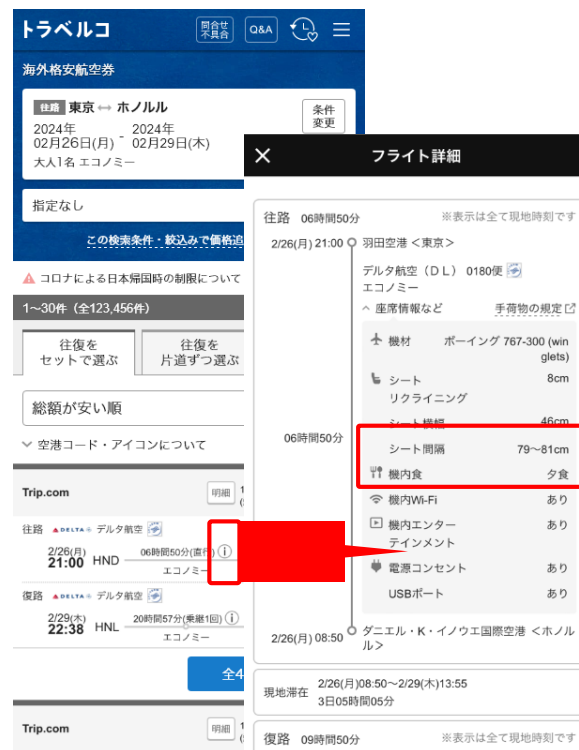 トラベルコ
問合せ
不具合
Q&A
海外格安航空券
往路 東京 ↔ ホノルル
条件
変更
2024年
02月26日(月)
-
2024年
02月29日(木)
大人1名 エコノミー
指定なし
この検索条件・絞込みで価格追
コロナによる日本帰国時の制限について
1〜30件（全123,456件）
往復を
セットで選ぶ
往復を
片道ずつ選ぶ
総額が安い順
空港コード・アイコンについて
Trip.com
明細
往路 DELTA デルタ航空
2/26(月)
21:00 HND
06時間50分(直行)
エコノミー
復路 DELTA デルタ航空
2/29(木)
22:38 HNL
20時間57分(乗継1回)
エコノミー
全4
Trip.com
明細
フライト詳細
往路 06時間50分
※表示は全て現地時刻です
2/26(月) 21:00 羽田空港 ＜東京＞
デルタ航空（ＤＬ） 0180便
エコノミー
座席情報など 手荷物の規定
機材 ボーイング 767-300 (win
glets)
シート 8cm
リクライニング
シート横幅 46cm
06時間50分
シート間隔 79〜81cm
機内食 夕食
機内Wi-Fi あり
機内エンター あり
テインメント
電源コンセント あり
USBポート あり
2/26(月) 08:50 ダニエル・K・イノウエ国際空港 ＜ホノル
ル＞
現地滞在
2/26(月)08:50〜2/29(木)13:55
3日05時間05分
復路 09時間50分
※表示は全て現地時刻です